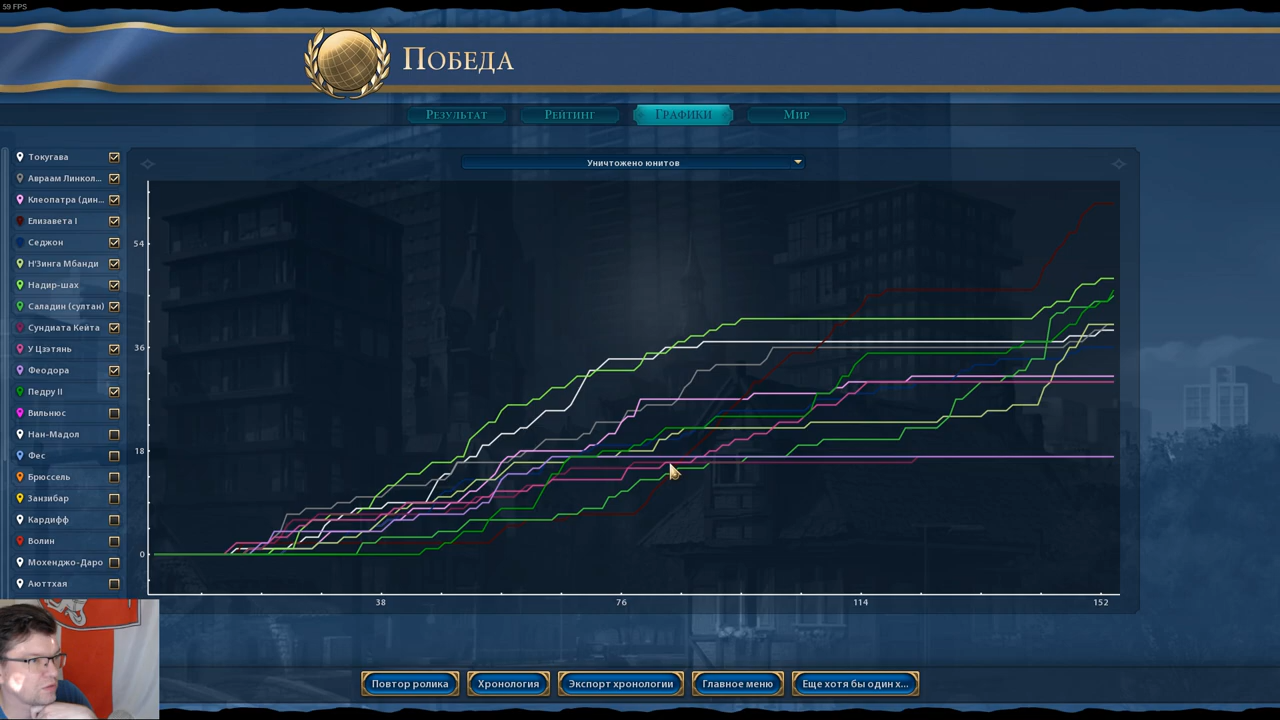 59 FPS
Победа
Результат
Рейтинг
Графики
Мир
Уничтожено юнитов
Токугава
Авраам Линкол...
Клеопатра (дин...
Елизавета I
Седжон
Н'Зинга Мбанди
Надир-шах
Саладин (султан)
Сундиата Кейта
У Цзэтянь
Феодора
Педру II
Вильнюс
Нан-Мадол
Фес
Брюссель
Занзибар
Кардифф
Волин
Мохенджо-Даро
Аюттхая
54
36
18
0
38
76
114
152
Повтор ролика
Хронология
Экспорт хронологии
Главное меню
Еще хотя бы один х...